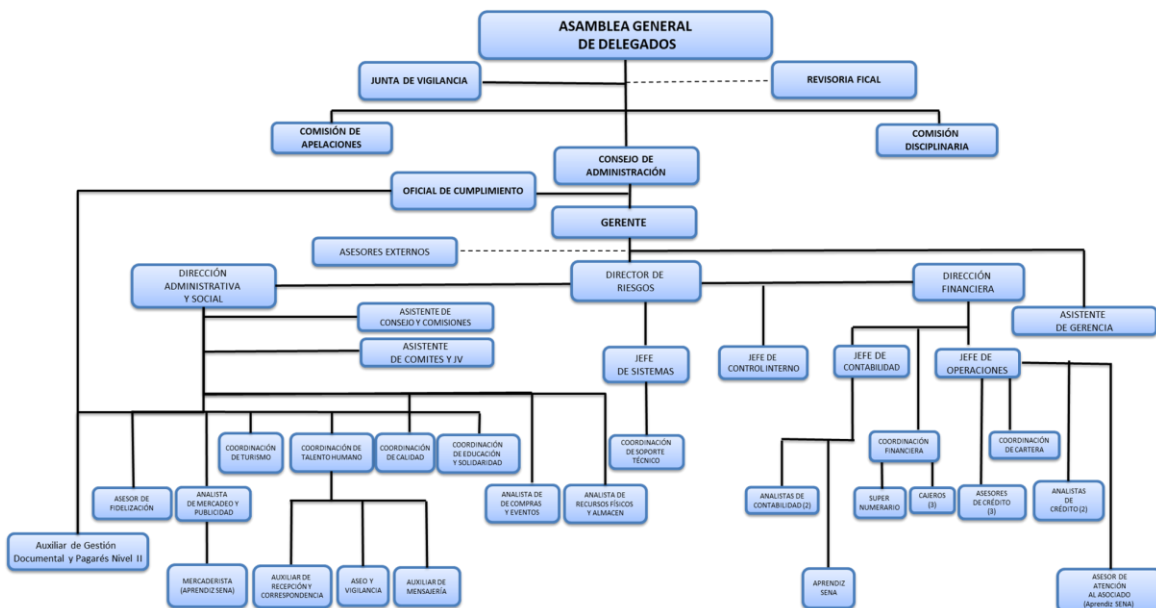 ASAMBLEA GENERAL
DE DELEGADOS
JUNTA DE VIGILANCIA
REVISORIA FICAL
COMISIÓN DE
APELACIONES
COMISIÓN
DISCIPLINARIA
CONSEJO DE
ADMINISTRACIÓN
OFICIAL DE CUMPLIMIENTO
GERENTE
ASESORES EXTERNOS
DIRECCIÓN
ADMINISTRATIVA
Y SOCIAL
DIRECTOR DE
RIESGOS
DIRECCIÓN
FINANCIERA
ASISTENTE DE
CONSEJO Y COMISIONES
ASISTENTE
DE GERENCIA
ASISTENTE
DE COMITES Y JV
JEFE
DE SISTEMAS
JEFE DE
CONTROL INTERNO
JEFE DE
CONTABILIDAD
JEFE DE
OPERACIONES
COORDINACIÓN
DE TURISMO
COORDINACIÓN DE
TALENTO HUMANO
COORDINACIÓN
DE CALIDAD
COORDINACIÓN
DE EDUCACIÓN
Y SOLIDARIDAD
COORDINACIÓN
DE SOPORTE
TÉCNICO
COORDINACIÓN
FINANCIERA
COORDINACIÓN
DE CARTERA
ASESOR DE
FIDELIZACIÓN
ANALISTA
DE MERCADEO Y
PUBLICIDAD
ANALISTA DE
DE COMPRAS
Y EVENTOS
ANALISTA DE
RECURSOS FÍSICOS
Y ALMACEN
ANALISTAS DE
CONTABILIDAD (2)
SUPER
NUMERARIO
CAJEROS
(3)
ASESORES
DE CRÉDITO
(3)
ANALISTAS
DE
CRÉDITO (2)
Auxiliar de Gestión
Documental y Pagarés Nivel II
MERCADERISTA
(APRENDIZ SENA)
AUXILIAR DE
RECEPCIÓN Y
CORRESPONDENCIA
ASEO Y
VIGILANCIA
AUXILIAR DE
MENSAJERÍA
APRENDIZ
SENA
ASESOR DE
ATENCIÓN
AL ASOCIADO
(Aprendiz SENA)